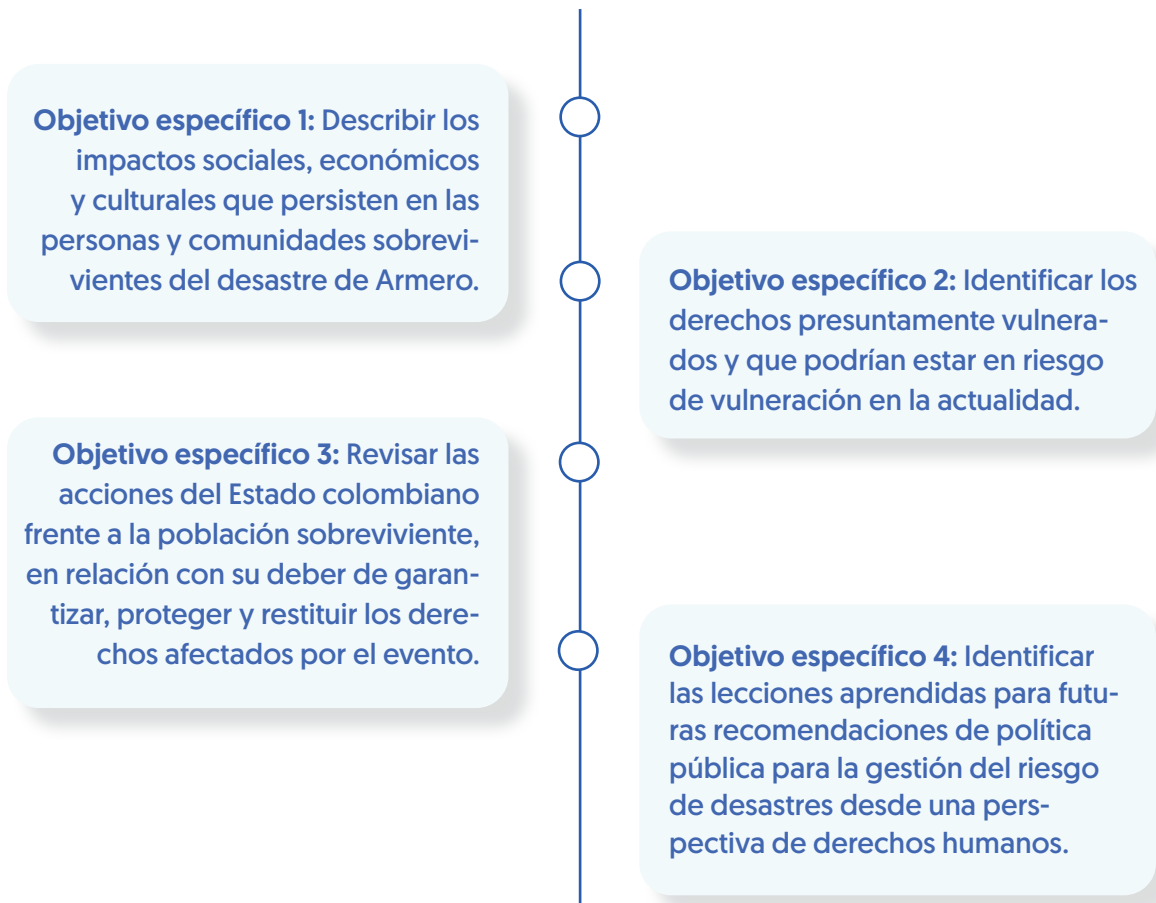 Objetivo específico 1: Describir los
impactos sociales, económicos
y culturales que persisten en las
personas y comunidades sobrevi-
vientes del desastre de Armero.
Objetivo específico 2: Identificar los
derechos presuntamente vulnera-
dos y que podrían estar en riesgo
de vulneración en la actualidad.
Objetivo específico 3: Revisar las
acciones del Estado colombiano
frente a la población sobreviviente,
en relación con su deber de garan-
tizar, proteger y restituir los dere-
chos afectados por el evento.
Objetivo específico 4: Identificar
las lecciones aprendidas para futu-
ras recomendaciones de política
pública para la gestión del riesgo
de desastres desde una pers-
pectiva de derechos humanos.